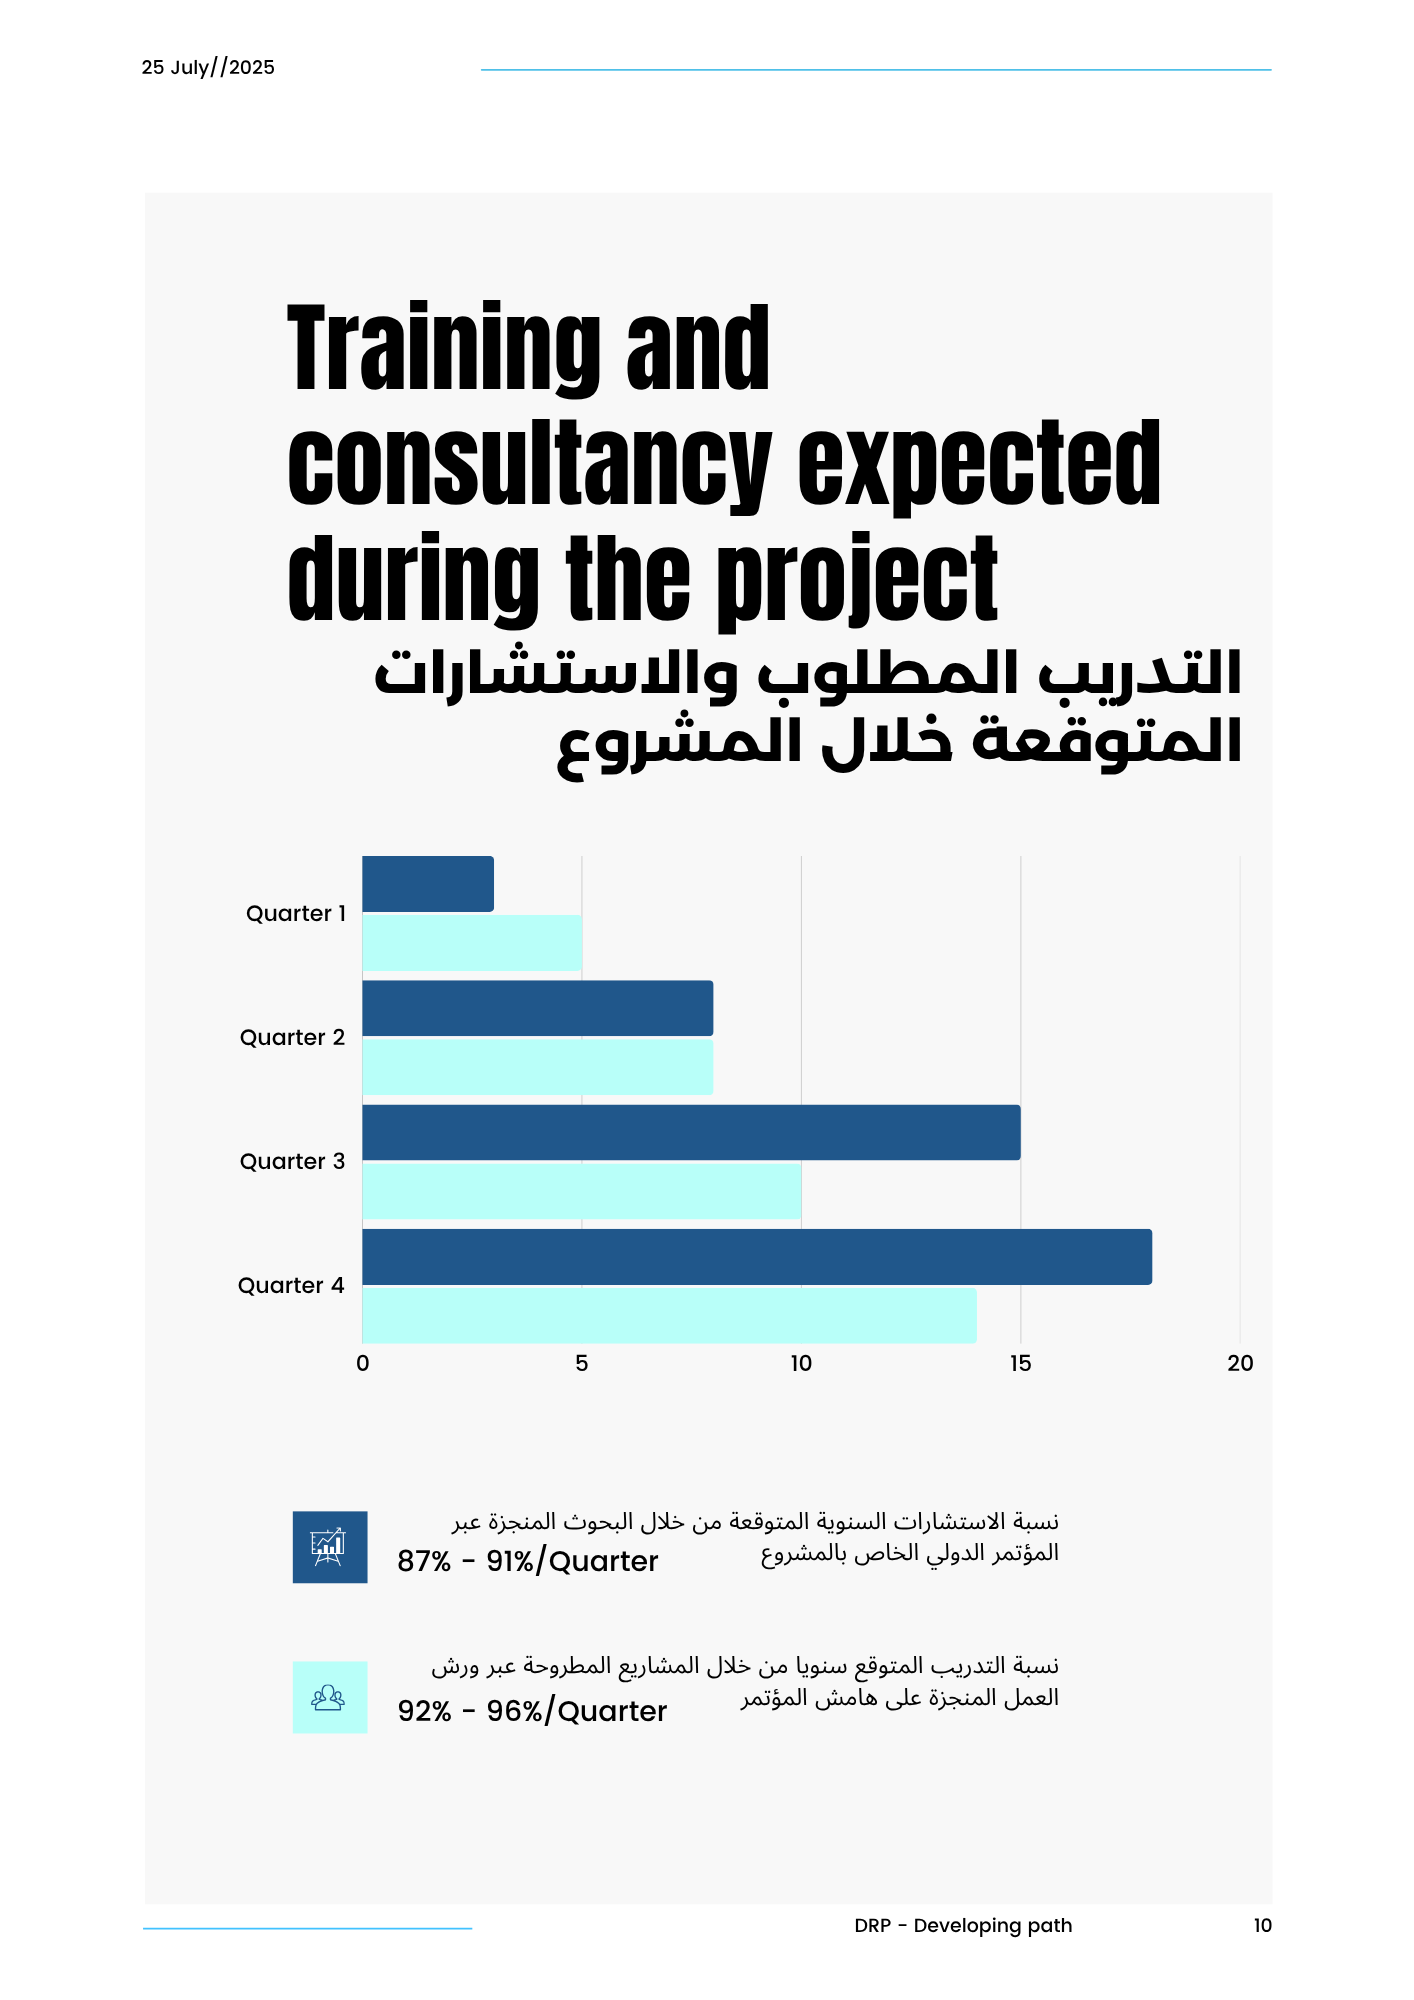 25 July//2025
Training and
consultancy expected
during the project
التدريب المطلوب والاستشارات
المتوقعة خلال المشروع
Quarter 1
Quarter 2
Quarter 3
Quarter 4
0 5 10 15 20
نسبة الاستشارات السنوية المتوقعة من خلال البحوث المنجزة عبر
المؤتمر الدولي الخاص بالمشروع
87% - 91%/Quarter
نسبة التدريب المتوقع سنويا من خلال المشاريع المطروحة عبر ورش
العمل المنجزة على هامش المؤتمر
92% - 96%/Quarter
DRP - Developing path 10